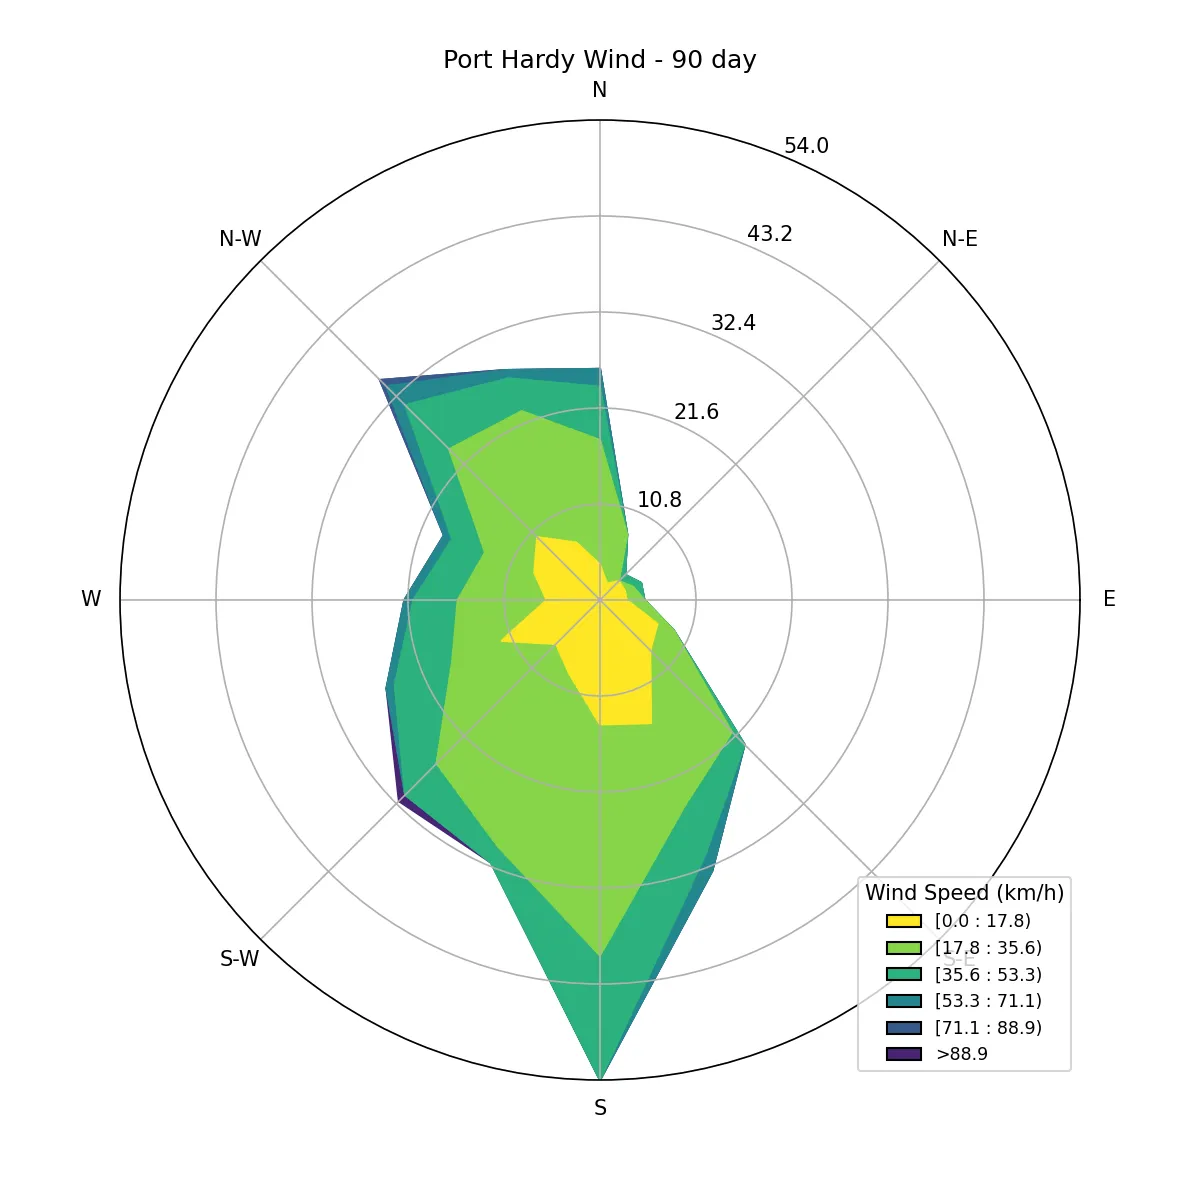 Port Hardy Wind - 90 day
N
54.0
N-W
43.2
N-E
32.4
21.6
10.8
W
E
S-W
S-E
Wind Speed (km/h)
[0.0 : 17.8)
[17.8 : 35.6)
[35.6 : 53.3)
[53.3 : 71.1)
[71.1 : 88.9)
>88.9
S